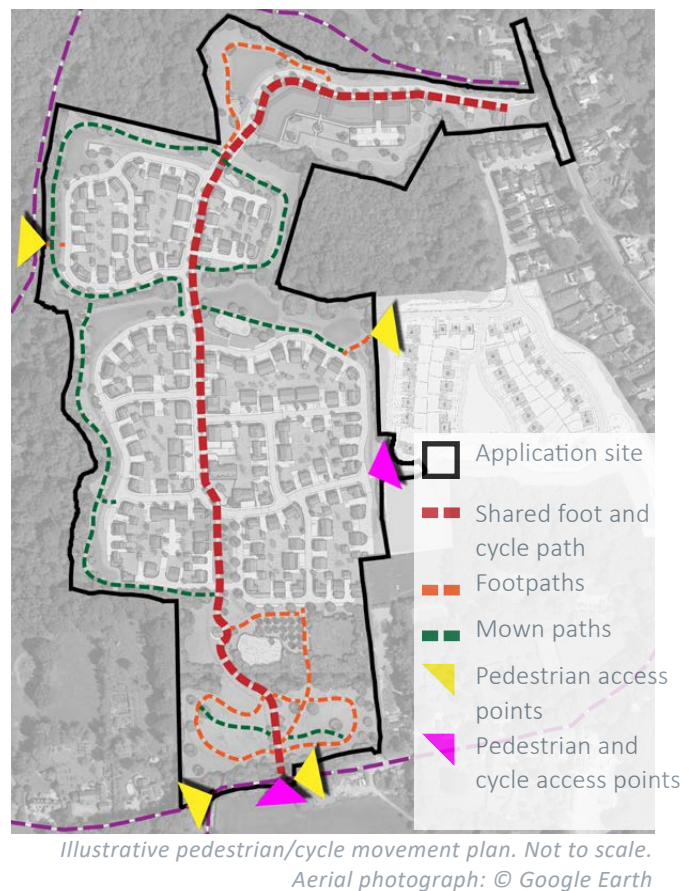 Application site
Shared foot and
cycle path
Footpaths
Mown paths
Pedestrian access
points
Pedestrian and
cycle access points
Illustrative pedestrian/cycle movement plan. Not to scale.
Aerial photograph: © Google Earth